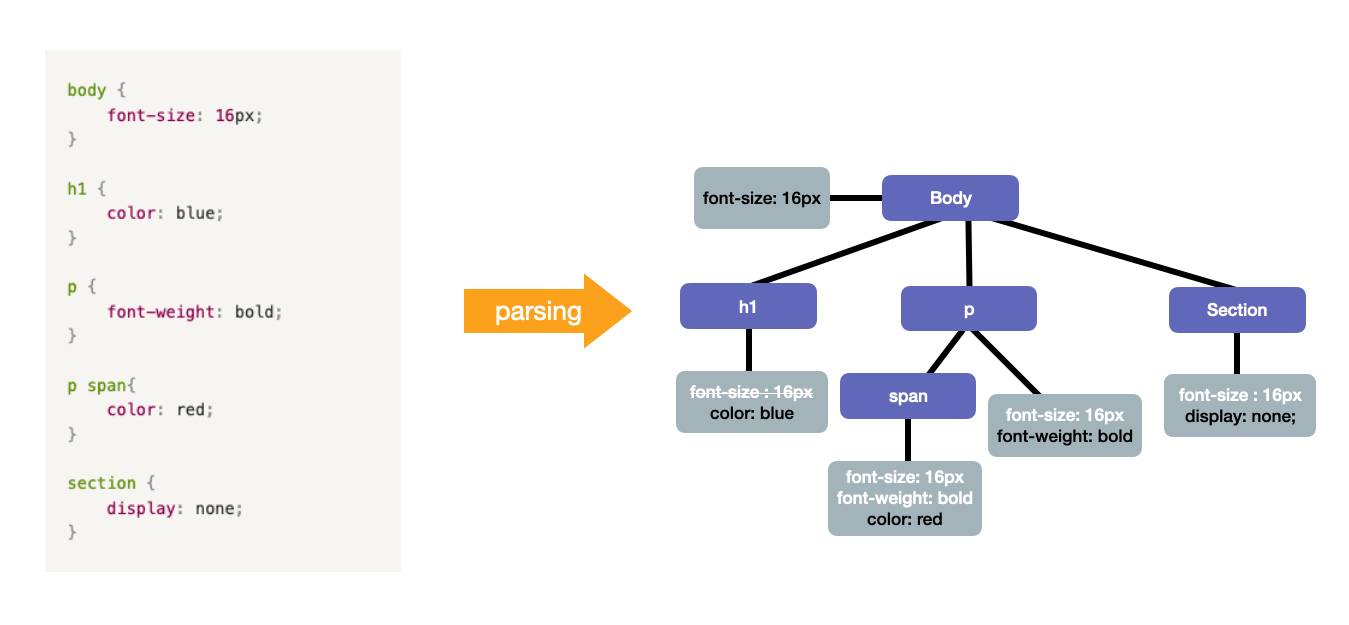 body {
    font-size: 16px;
}
h1 {
    color: blue;
}
p {
    font-weight: bold;
}
p span{
    color: red;
}
section {
    display: none;
}
parsing
font-size: 16px
Body
h1
p
Section
font-size : 16px
color: blue
span
font-size: 16px
font-weight: bold
font-size : 16px
display: none;
font-size: 16px
font-weight: bold
color: red